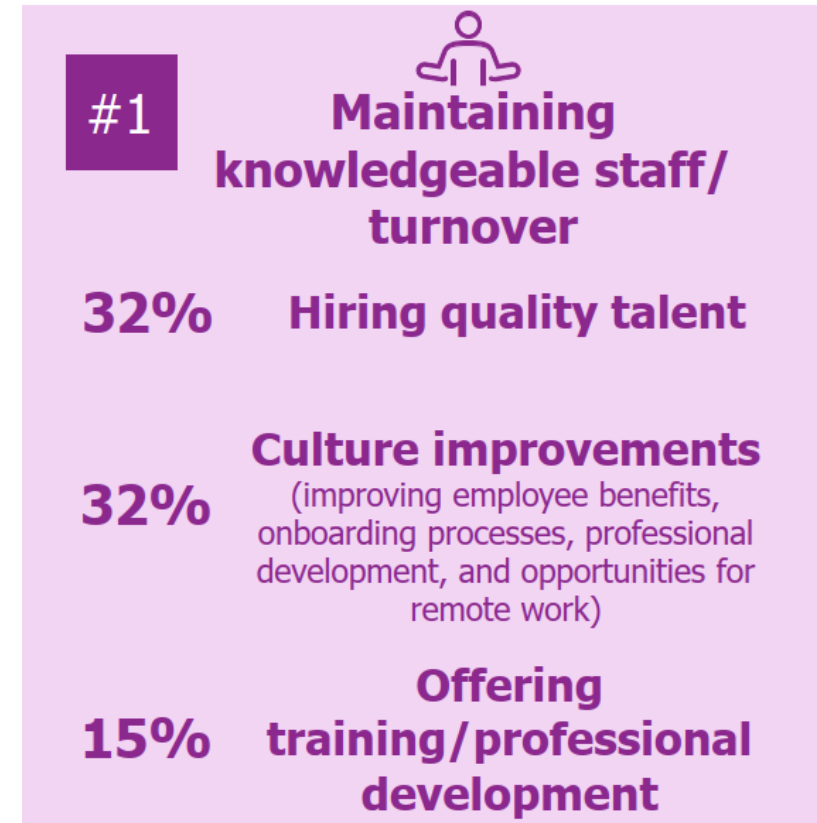 #1
Maintaining
knowledgeable staff/
turnover
32%
Hiring quality talent
32%
Culture improvements
(improving employee benefits,
onboarding processes, professional
development, and opportunities for
remote work)
15%
Offering
training/professional
development